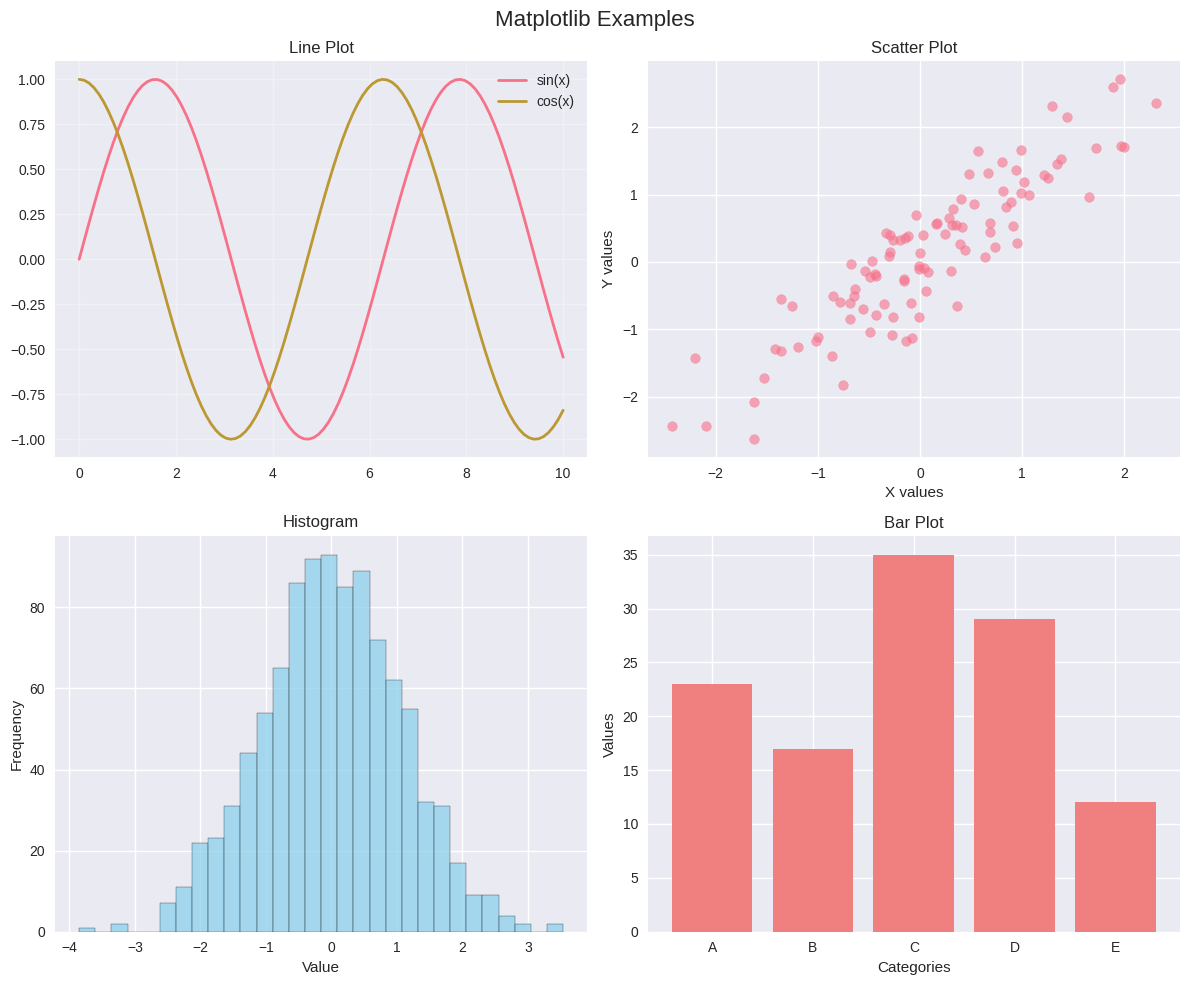 Matplotlib Examples
Line Plot
1.00
0.75
0.50
0.25
0.00
−0.25
−0.50
−0.75
−1.00
0 2 4 6 8 10
sin(x)
cos(x)
Scatter Plot
Y values
2
1
0
−1
−2
−2 −1 0 1 2
X values
Histogram
Frequency
80
60
40
20
0
−4 −3 −2 −1 0 1 2 3
Value
Bar Plot
Values
35
30
25
20
15
10
5
0
A B C D E
Categories